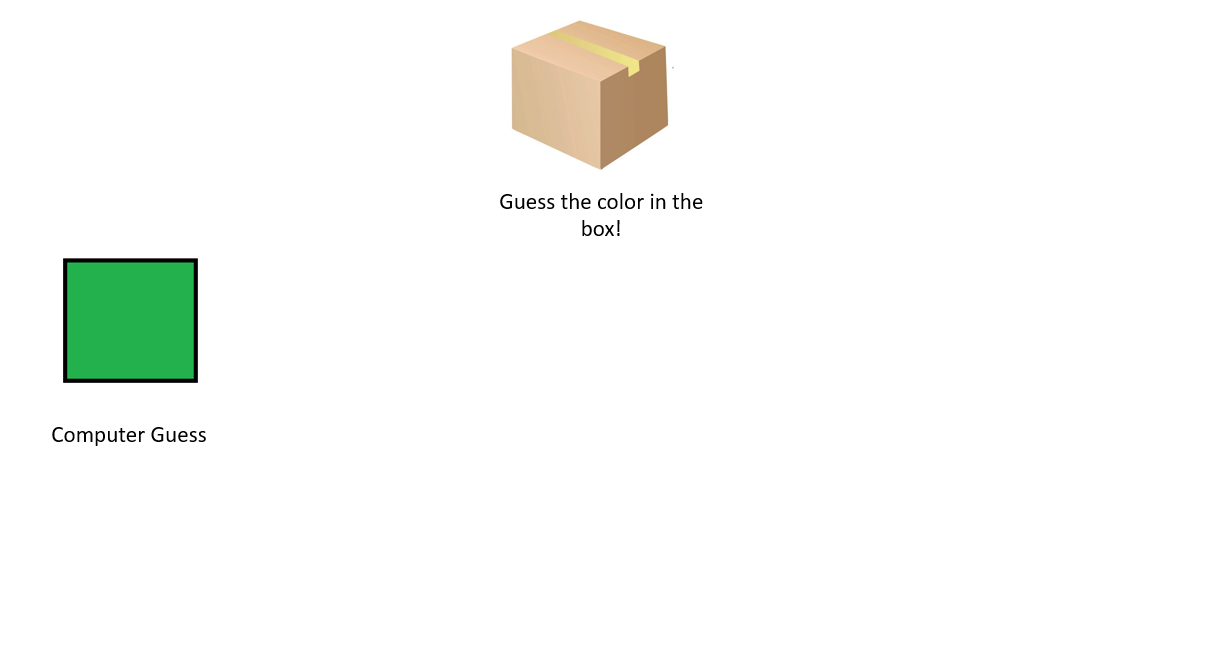 Guess the color in the
box!
Computer Guess